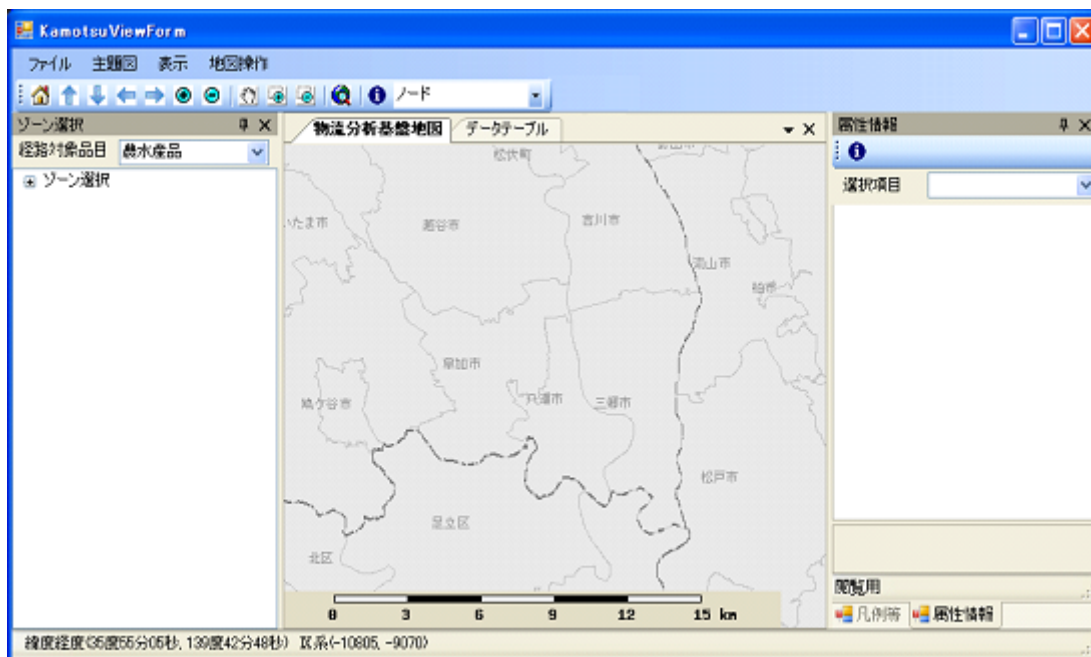 KamotsuViewForm
ファイル 主題図 表示 地図操作
ノード
ゾーン選択
物流分析基盤地図 データテーブル
属性情報
経路対象品目 農水産品
選択項目
ゾーン選択
松伏町
いたま市
越谷市
吉川市
流山市
柏市
草加市
鳩ケ谷市
八潮市
三郷市
松戸市
足立区
北区
0 3 6 9 12 15 km
閲覧用
凡例等 属性情報
緯度経度(35度55分05秒, 139度42分48秒) 区系(-10805, -9070)